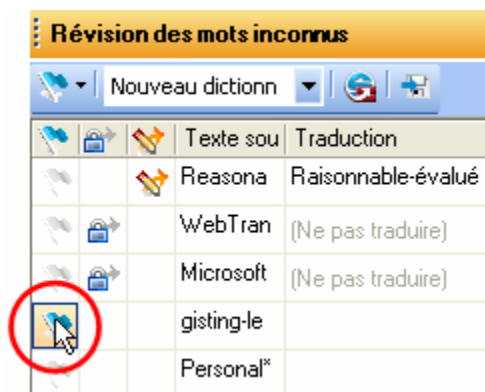 Révision des mots inconnus
Nouveau dictionn
Texte sou Traduction
Reasona Raisonnable-évalué
WebTran (Ne pas traduire)
Microsoft (Ne pas traduire)
gisting-le
Personal*